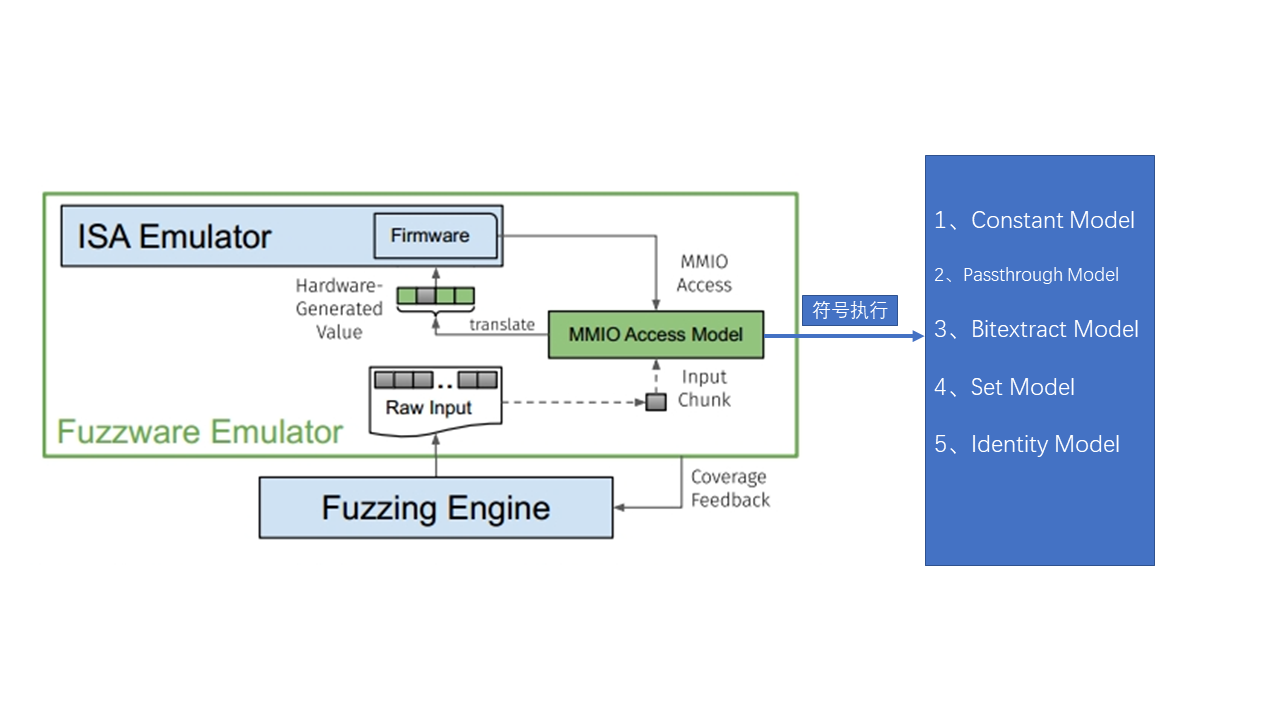 ISA Emulator
Firmware
Hardware-
Generated
Value
translate
MMIO
Access
MMIO Access Model
Input
Chunk
Raw Input
Fuzzware Emulator
Fuzzing Engine
Coverage
Feedback
符号执行
1、Constant Model
2、Passthrough Model
3、Bitextract Model
4、Set Model
5、Identity Model